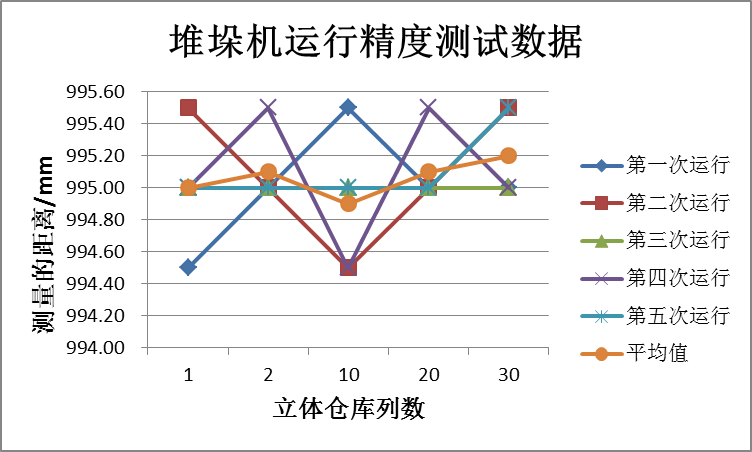 堆垛机运行精度测试数据
995.60
995.40
995.20
995.00
994.80
994.60
994.40
994.20
994.00
测量的距离/mm
1 2 10 20 30
立体仓库列数
第一次运行
第二次运行
第三次运行
第四次运行
第五次运行
平均值